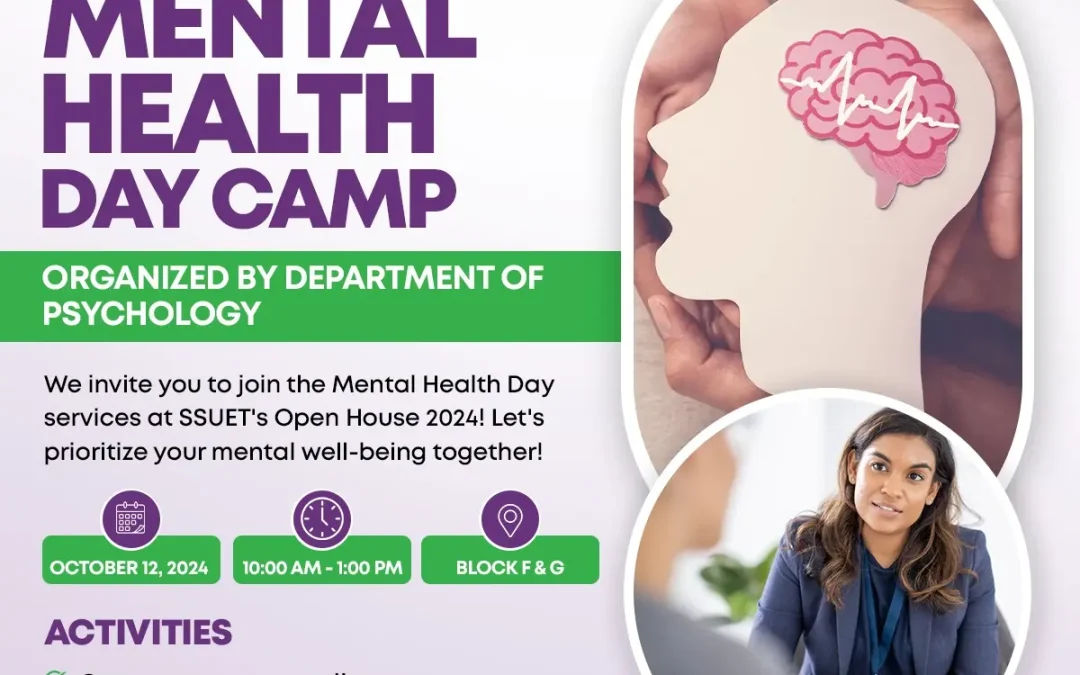 MENTAL
HEALTH
DAY CAMP
ORGANIZED BY DEPARTMENT OF
PSYCHOLOGY
We invite you to join the Mental Health Day
services at SSUET's Open House 2024! Let's
prioritize your mental well-being together!
OCTOBER 12, 2024
10:00 AM - 1:00 PM
BLOCK F & G
ACTIVITIES